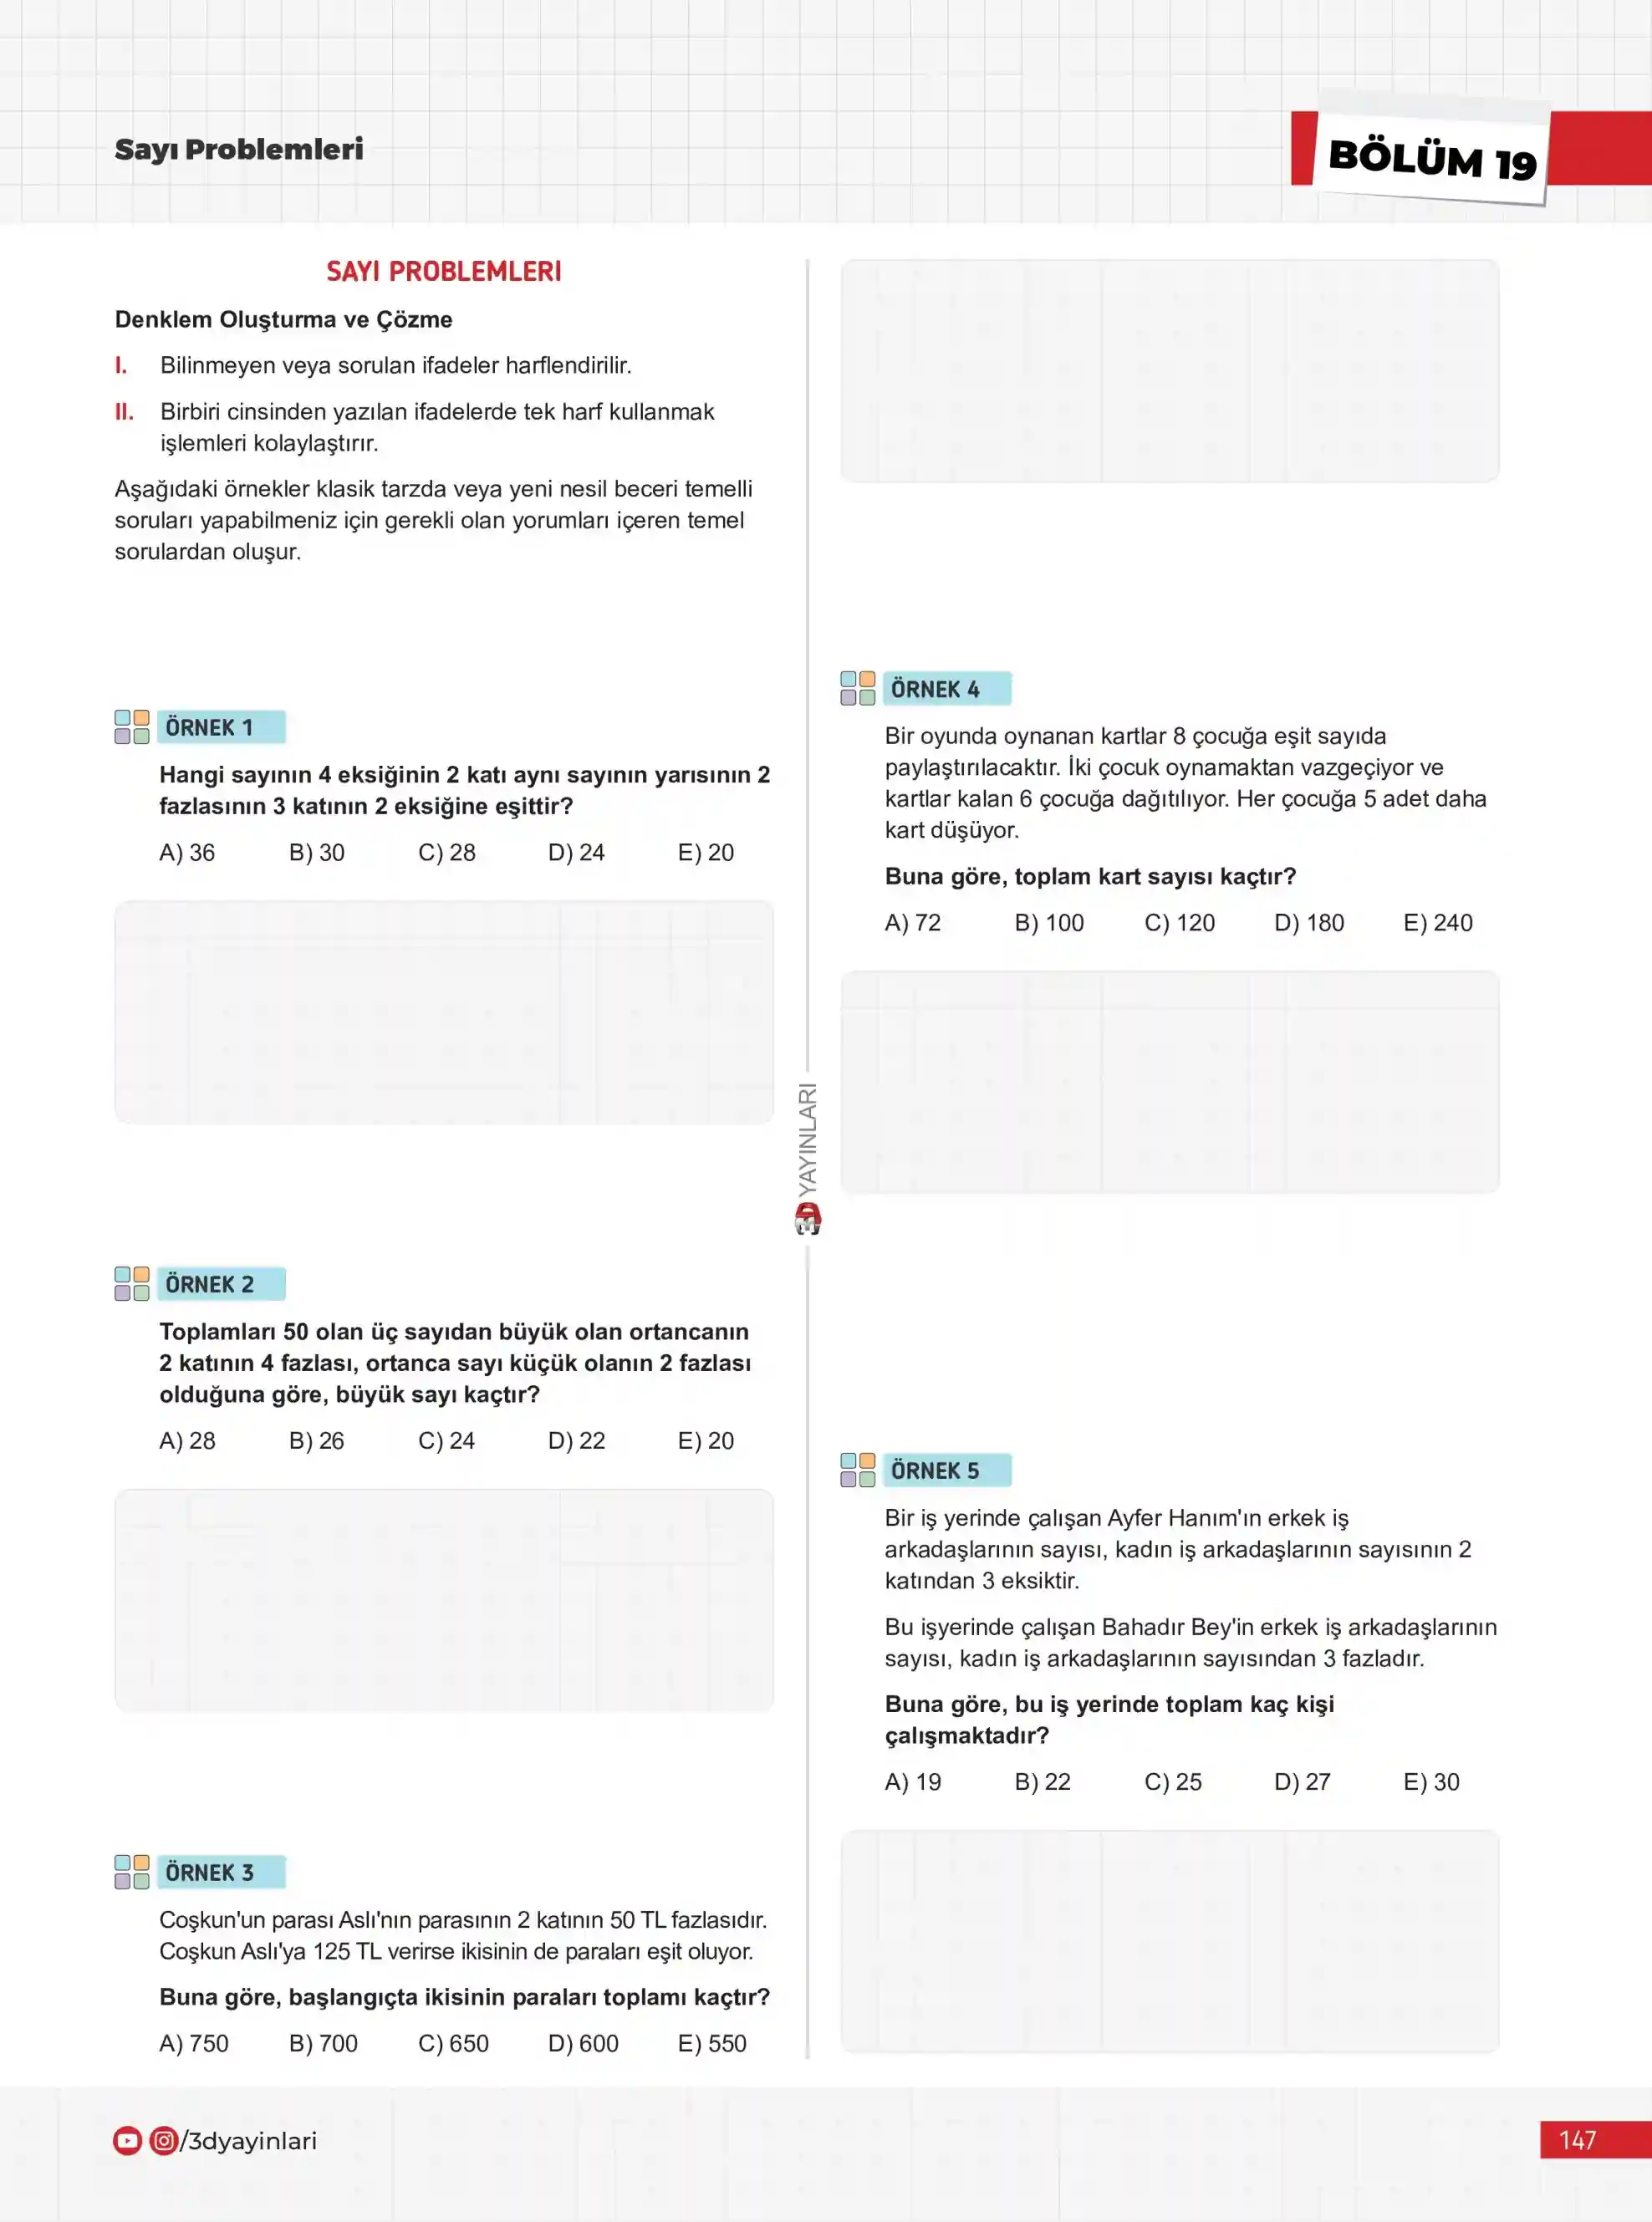 Sayı Problemleri
BÖLÜM 19
SAYI PROBLEMLERİ
Denklem Oluşturma ve Çözme
I. Bilinmeyen veya sorulan ifadeler harflendirilir.
II. Birbiri cinsinden yazılan ifadelerde tek harf kullanmak
işlemleri kolaylaştırır.
Aşağıdaki örnekler klasik tarzda veya yeni nesil beceri temelli
soruları yapabilmeniz için gerekli olan yorumları içeren temel
sorulardan oluşur.
ÖRNEK 1
Hangi sayının 4 eksiğinin 2 katı aynı sayının yarısının 2
fazlasının 3 katının 2 eksiğine eşittir?
A) 36 B) 30 C) 28 D) 24 E) 20
ÖRNEK 2
Toplamları 50 olan üç sayıdan büyük olan ortancanın
2 katının 4 fazlası, ortanca sayı küçük olanın 2 fazlası
olduğuna göre, büyük sayı kaçtır?
A) 28 B) 26 C) 24 D) 22 E) 20
ÖRNEK 3
Coşkun'un parası Aslı'nın parasının 2 katının 50 TL fazlasıdır.
Coşkun Aslı'ya 125 TL verirse ikisinin de paraları eşit oluyor.
Buna göre, başlangıçta ikisinin paraları toplamı kaçtır?
A) 750 B) 700 C) 650 D) 600 E) 550
YAYINLARI
ÖRNEK 4
Bir oyunda oynanan kartlar 8 çocuğa eşit sayıda
paylaştırılacaktır. İki çocuk oynamaktan vazgeçiyor ve
kartlar kalan 6 çocuğa dağıtılıyor. Her çocuğa 5 adet daha
kart düşüyor.
Buna göre, toplam kart sayısı kaçtır?
A) 72 B) 100 C) 120 D) 180 E) 240
ÖRNEK 5
Bir iş yerinde çalışan Ayfer Hanım'ın erkek iş
arkadaşlarının sayısı, kadın iş arkadaşlarının sayısının 2
katından 3 eksiktir.
Bu işyerinde çalışan Bahadır Bey'in erkek iş arkadaşlarının
sayısı, kadın iş arkadaşlarının sayısından 3 fazladır.
Buna göre, bu iş yerinde toplam kaç kişi
çalışmaktadır?
A) 19 B) 22 C) 25 D) 27 E) 30
/3dyayinlari
147